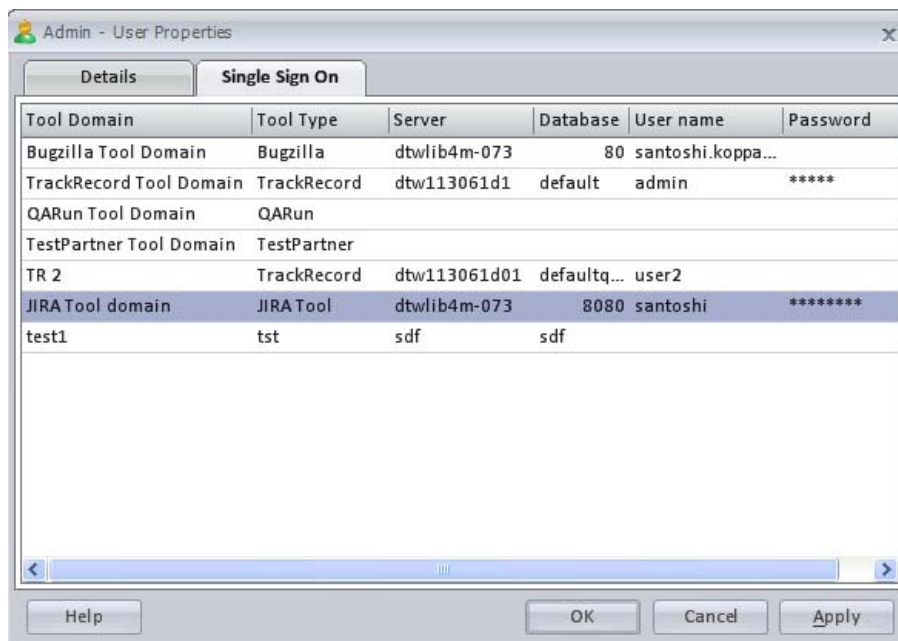 Admin - User Properties
Details Single Sign On
Tool Domain Tool Type Server Database User name Password
Bugzilla Tool Domain Bugzilla dtwlib4m-073 80 santoshi.koppa...
TrackRecord Tool Domain TrackRecord dtw113061d1 default admin *****
QARun Tool Domain QARun
TestPartner Tool Domain TestPartner
TR 2 TrackRecord dtw113061d01 defaultq... user2
JIRA Tool domain JIRA Tool dtwlib4m-073 8080 santoshi ********
test1 tst sdf sdf
Help OK Cancel Apply